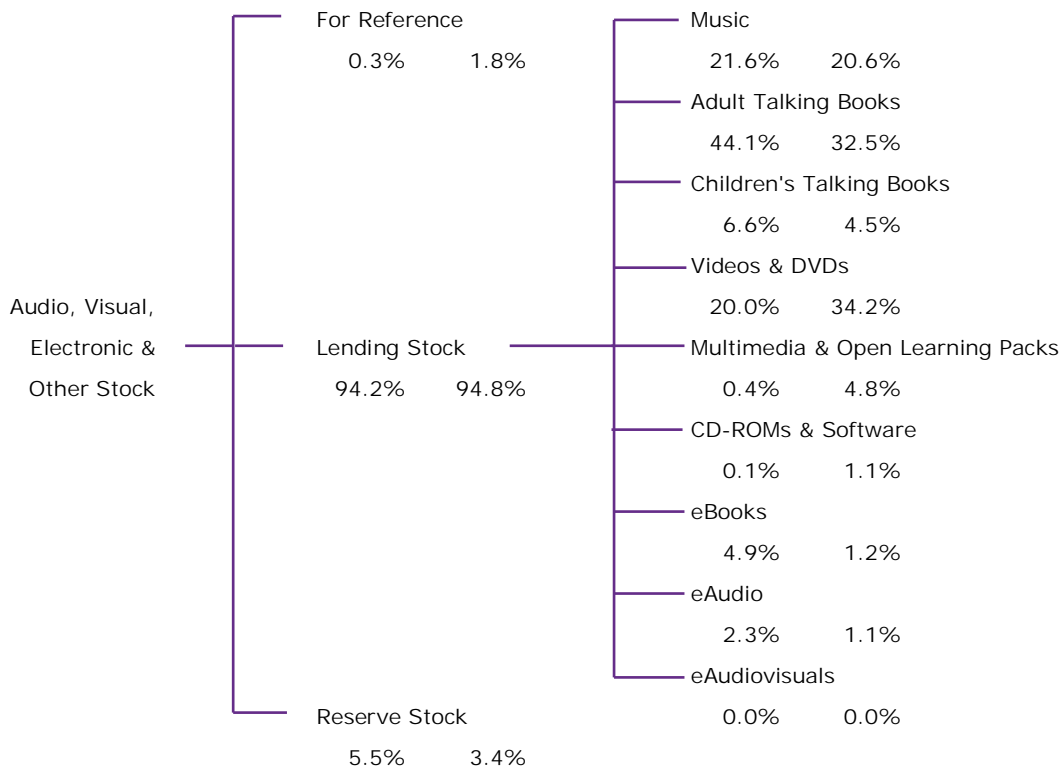 For Reference
0.3% 1.8%
Audio, Visual,
Electronic &
Other Stock
Lending Stock
94.2% 94.8%
Reserve Stock
5.5% 3.4%
Music
21.6% 20.6%
Adult Talking Books
44.1% 32.5%
Children's Talking Books
6.6% 4.5%
Videos & DVDs
20.0% 34.2%
Multimedia & Open Learning Packs
0.4% 4.8%
CD-ROMs & Software
0.1% 1.1%
eBooks
4.9% 1.2%
eAudio
2.3% 1.1%
eAudiovisuals
0.0% 0.0%